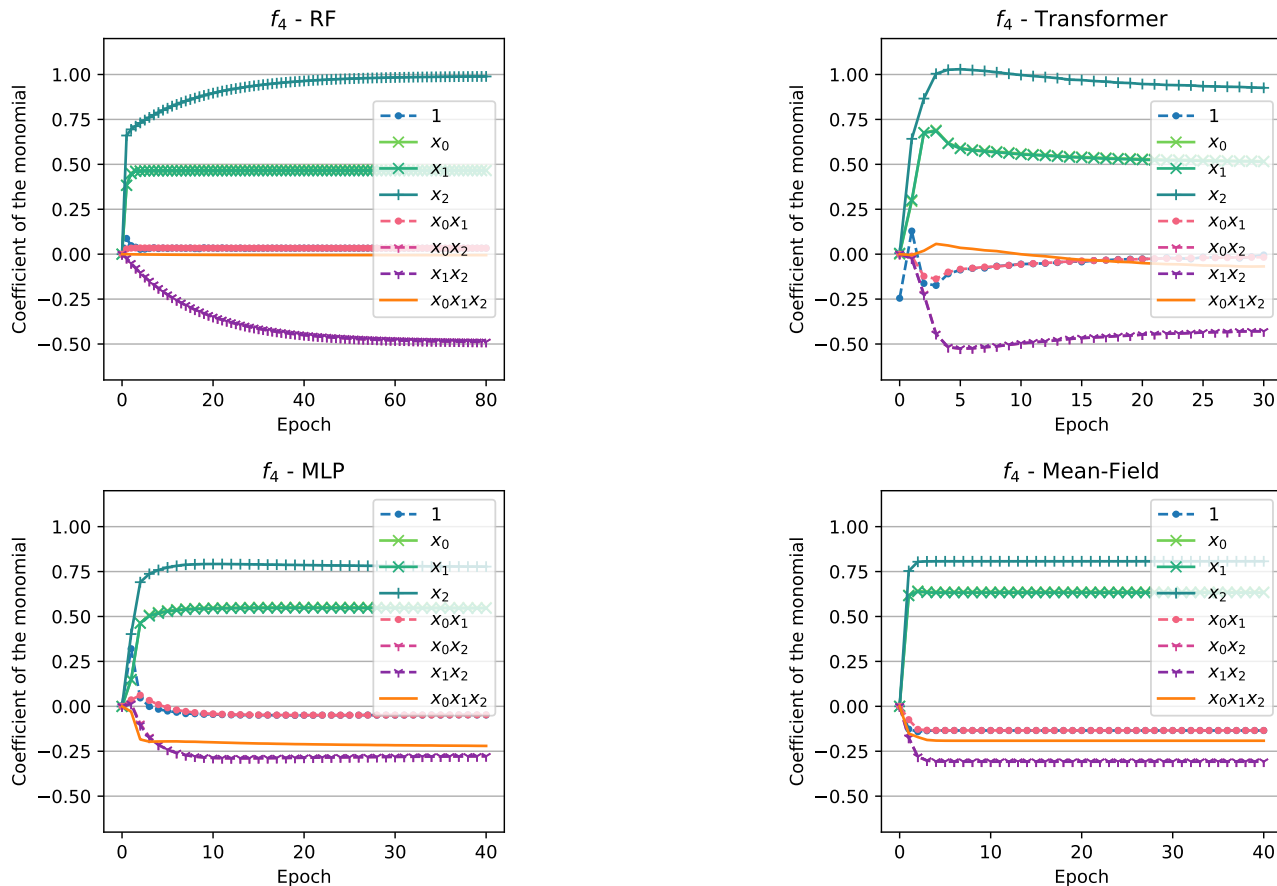 f₄ - RF
Coefficient of the monomial
1.00
0.75
0.50
0.25
0.00
−0.25
−0.50
0
20
40
60
80
Epoch
1
x₀
x₁
x₂
x₀x₁
x₀x₂
x₁x₂
x₀x₁x₂
f₄ - Transformer
Coefficient of the monomial
1.00
0.75
0.50
0.25
0.00
−0.25
−0.50
0
5
10
15
20
25
30
Epoch
1
x₀
x₁
x₂
x₀x₁
x₀x₂
x₁x₂
x₀x₁x₂
f₄ - MLP
Coefficient of the monomial
1.00
0.75
0.50
0.25
0.00
−0.25
−0.50
0
10
20
30
40
Epoch
1
x₀
x₁
x₂
x₀x₁
x₀x₂
x₁x₂
x₀x₁x₂
f₄ - Mean-Field
Coefficient of the monomial
1.00
0.75
0.50
0.25
0.00
−0.25
−0.50
0
10
20
30
40
Epoch
1
x₀
x₁
x₂
x₀x₁
x₀x₂
x₁x₂
x₀x₁x₂